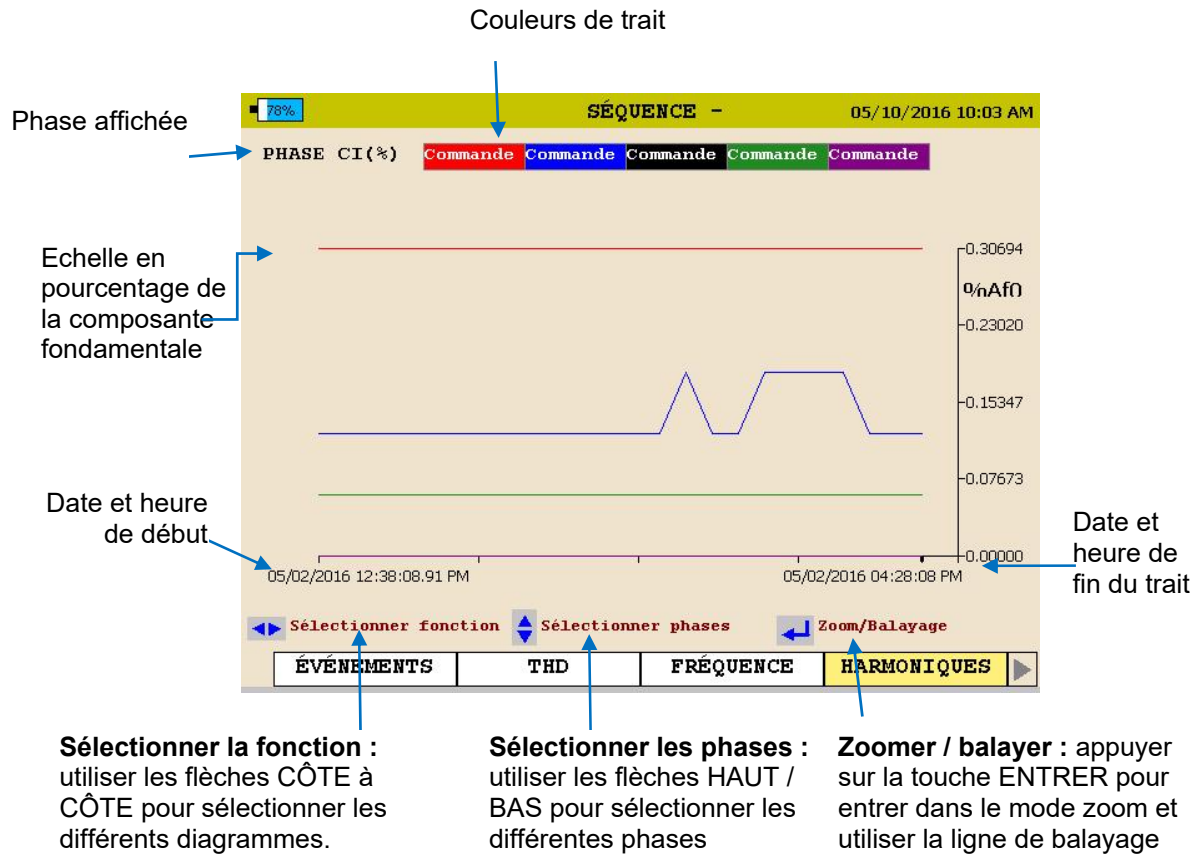 Couleurs de trait
Phase affichée
78%
SÉQUENCE -
05/10/2016 10:03 AM
PHASE CI(%)
Commande Commande Commande Commande Commande
Echelle en
pourcentage de
la composante
fondamentale
0.30694
%nAf0
0.23020
0.15347
0.07673
0.00000
Date et heure
de début
Date et
heure de
fin du trait
05/02/2016 12:38:08.91 PM
05/02/2016 04:28:08 PM
Sélectionner fonction
Sélectionner phases
Zoom/Balayage
ÉVÉNEMENTS
THD
FRÉQUENCE
HARMONIQUES
Sélectionner la fonction :
utiliser les flèches CÔTE à
CÔTE pour sélectionner les
différents diagrammes.
Sélectionner les phases :
utiliser les flèches HAUT /
BAS pour sélectionner les
différentes phases
Zoomer / balayer : appuyer
sur la touche ENTRER pour
entrer dans le mode zoom et
utiliser la ligne de balayage